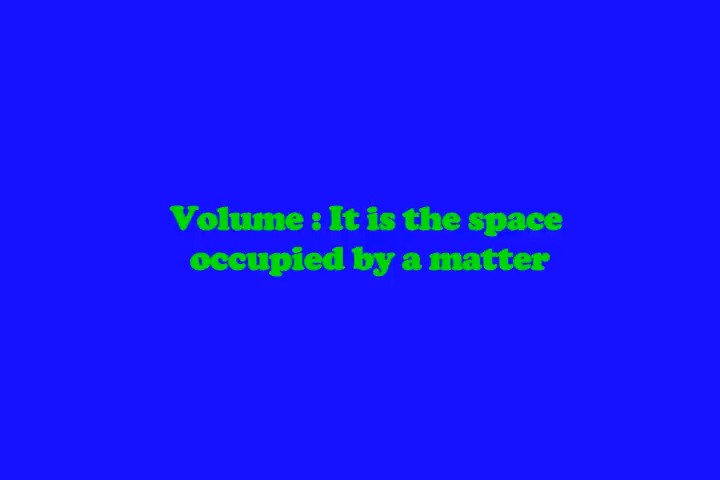 Volume : It is the space
occupied by a matter